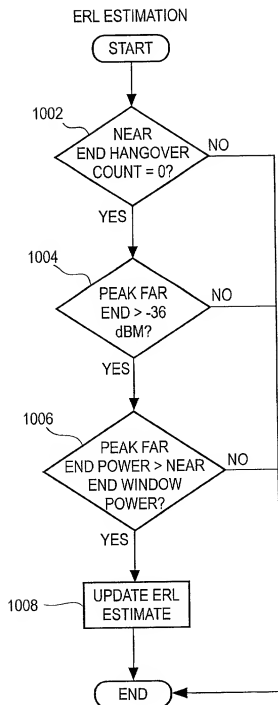 ERL ESTIMATION
START
1002
NEAR
END HANGOVER
COUNT = 0?
NO
YES
1004
PEAK FAR
END > -36
dBM?
NO
YES
1006
PEAK FAR
END POWER > NEAR
END WINDOW
POWER?
NO
YES
1008
UPDATE ERL
ESTIMATE
END